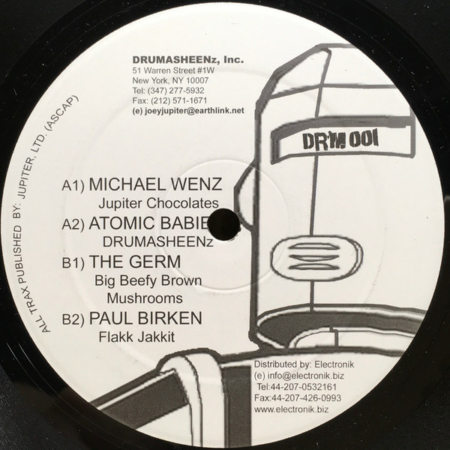 DRUMASHEENz, Inc.
51 Warren Street #1W
New York, NY 10007
Tel: (347) 277-5932
Fax: (212) 571-1671
(e) joeyjupiter@earthlink.net
DRM 001
ALL TRAX PUBLISHED BY: JUPITER, LTD. (ASCAP)
A1) MICHAEL WENZ
Jupiter Chocolates
A2) ATOMIC BABIE
DRUMASHEENz
B1) THE GERM
Big Beefy Brown
Mushrooms
B2) PAUL BIRKEN
Flakk Jakkit
Distributed by: Electronik
(e) info@electronik.biz
Tel:44-207-0532161
Fax:44-207-426-0993
www.electronik.biz